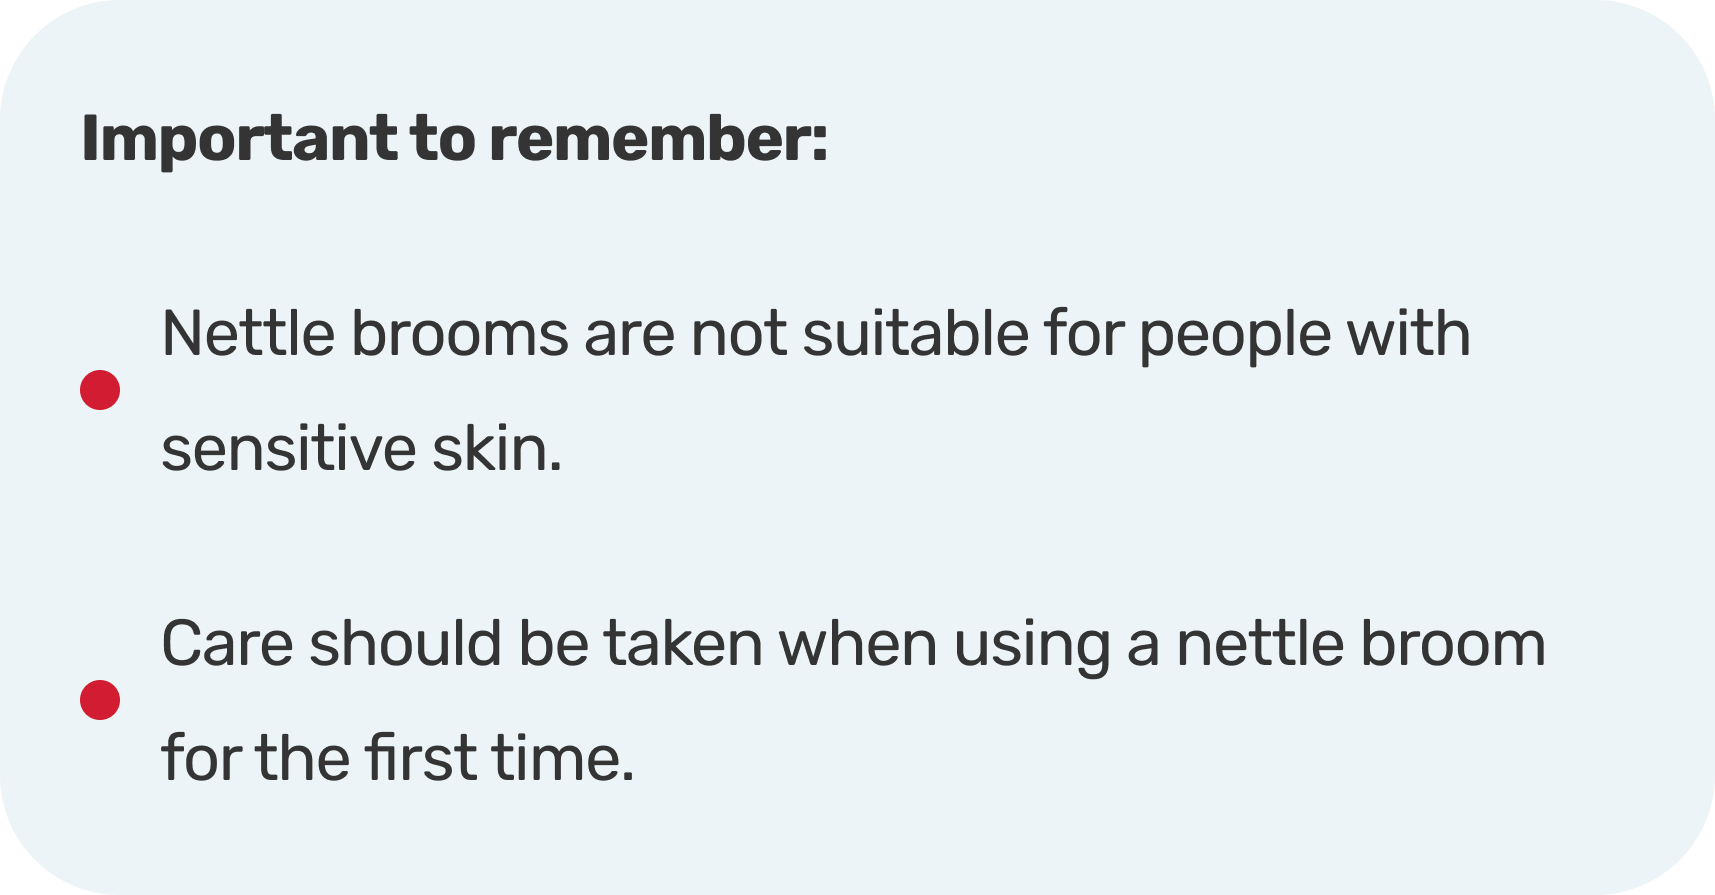 Important to remember:
Nettle brooms are not suitable for people with
sensitive skin.
Care should be taken when using a nettle broom
for the first time.